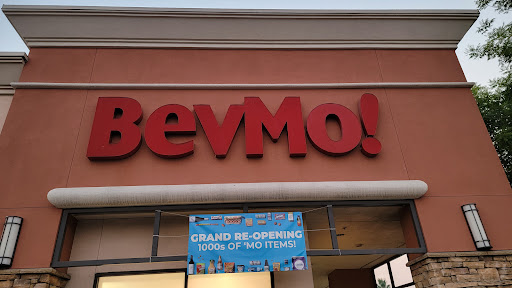 BevMo!
GRAND RE-OPENING
1000s OF 'MO ITEMS!